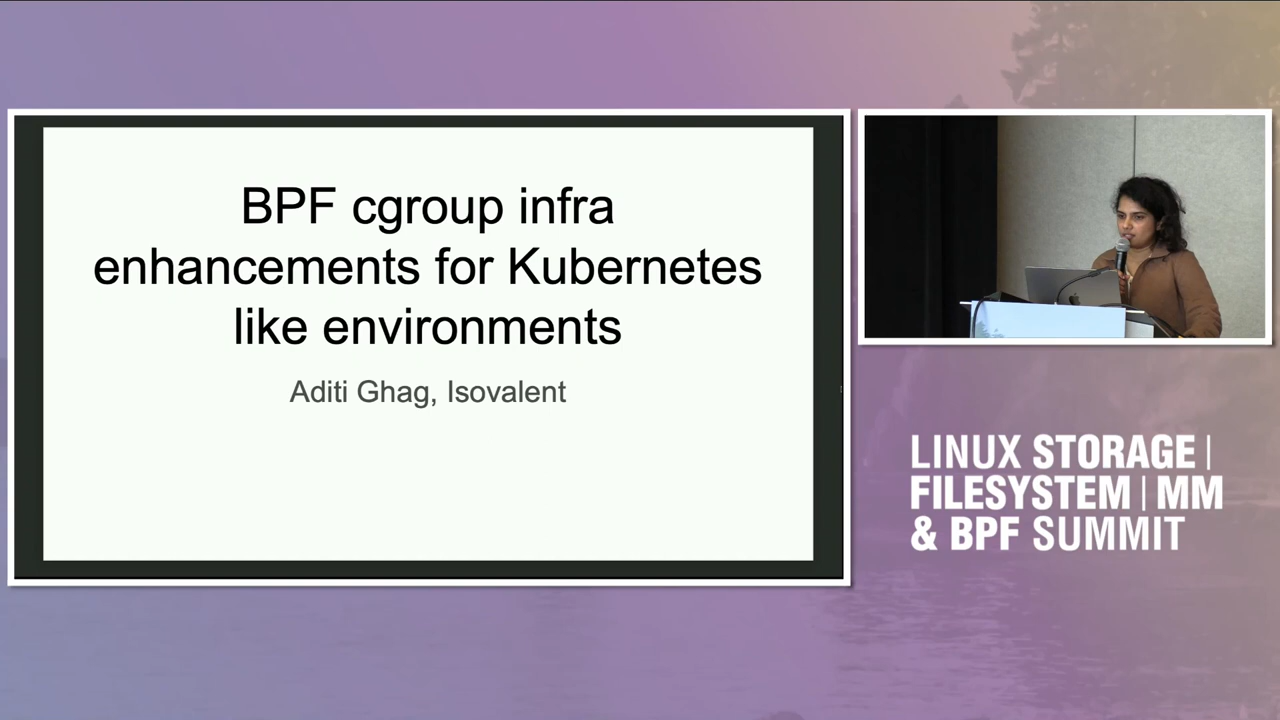 BPF cgroup infra
enhancements for Kubernetes
like environments
Aditi Ghag, Isovalent
LINUX STORAGE |
FILESYSTEM | MM
& BPF SUMMIT